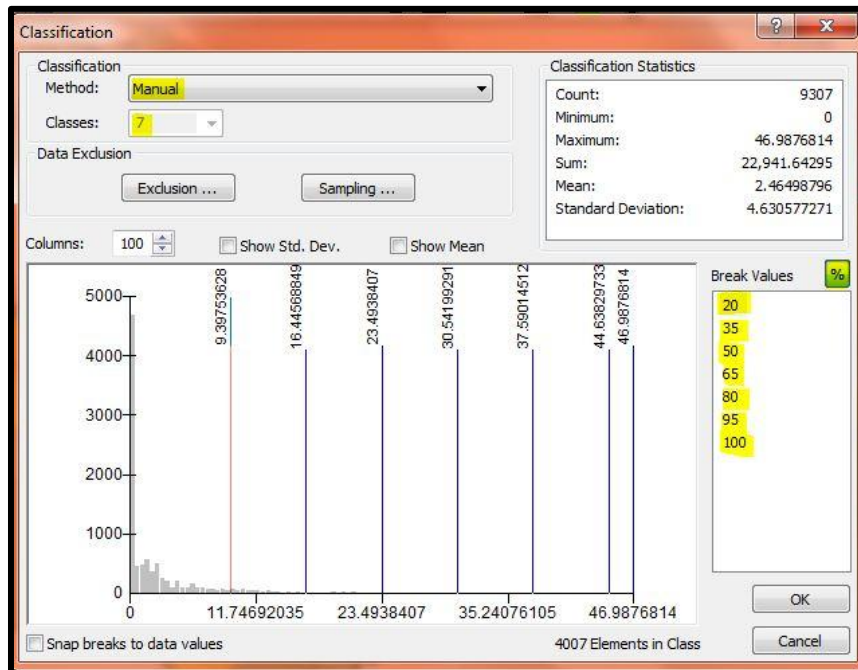 Classification
Classification
Method: Manual
Classes: 7
Data Exclusion
Exclusion ... Sampling ...
Classification Statistics
Count: 9307
Minimum: 0
Maximum: 46.9876814
Sum: 22,941.64295
Mean: 2.46498796
Standard Deviation: 4.630577271
Columns: 100 Show Std. Dev. Show Mean
9.39753628 16.44568849 23.4938407 30.54199291 37.59014512 44.63829733 46.9876814
5000
4000
3000
2000
1000
0
0 11.74692035 23.4938407 35.24076105 46.9876814
Break Values %
20
35
50
65
80
95
100
OK
Snap breaks to data values 4007 Elements in Class Cancel